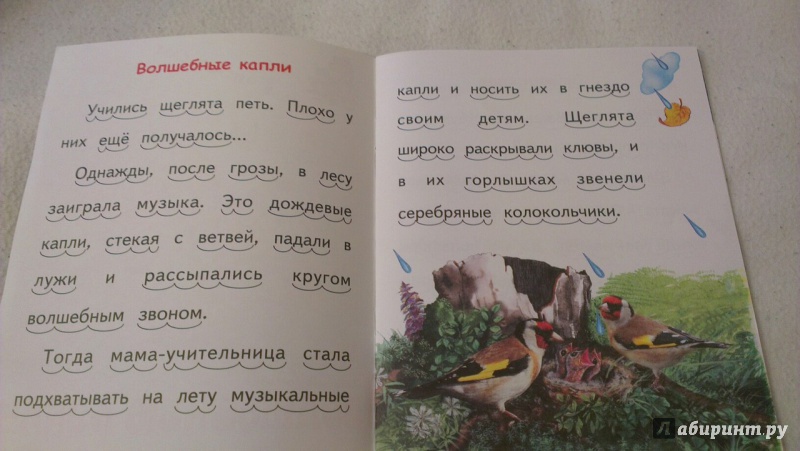 Волшебные капли
Учились щеглята петь. Плохо у
них ещё получалось...
Однажды, после грозы, в лесу
заиграла музыка. Это дождевые
капли, стекая с ветвей, падали в
лужи и рассыпались кругом
волшебным звоном.
Тогда мама-учительница стала
подхватывать на лету музыкальные
капли и носить их в гнездо
своим детям. Щеглята
широко раскрывали клювы, и
в их горлышках звенели
серебряные колокольчики.
Лабиринт.ру